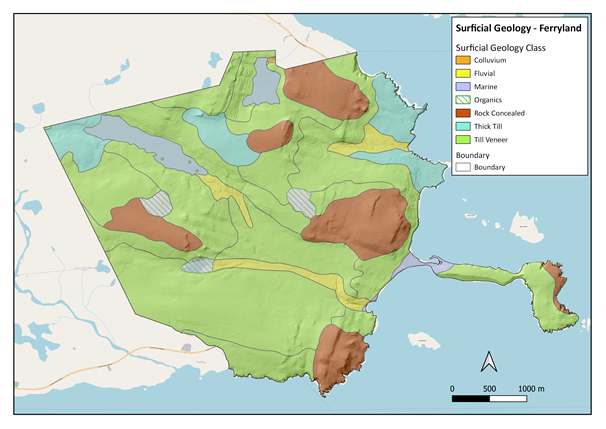 Surficial Geology - Ferryland
Surficial Geology Class
Colluvium
Fluvial
Marine
Organics
Rock Concealed
Thick Till
Till Veneer
Boundary
Boundary
0 500 1000 m